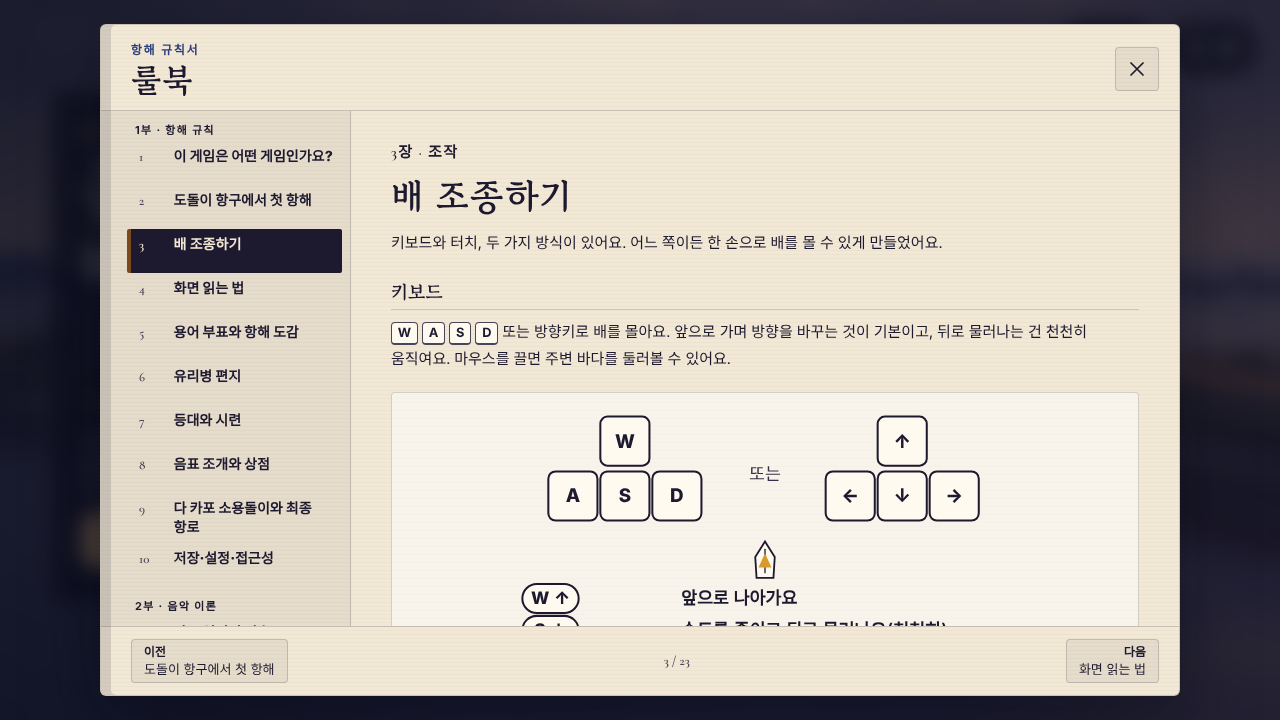 항해 규칙서
룰북
1부 · 항해 규칙
1 이 게임은 어떤 게임인가요?
2 도돌이 항구에서 첫 항해
3 배 조종하기
4 화면 읽는 법
5 용어 부표와 항해 도감
6 유리병 편지
7 등대와 시련
8 음표 조개와 상점
9 다 카포 소용돌이와 최종
항로
10 저장·설정·접근성
2부 · 음악 이론
3장 · 조작
배 조종하기
키보드와 터치, 두 가지 방식이 있어요. 어느 쪽이든 한 손으로 배를 몰 수 있게 만들었어요.
키보드
W A S D 또는 방향키로 배를 몰아요. 앞으로 가며 방향을 바꾸는 것이 기본이고, 뒤로 물러나는 건 천천히
움직여요. 마우스를 끌면 주변 바다를 둘러볼 수 있어요.
W ↑
또는
A S D ← ↓ →
W ↑ 앞으로 나아가요
이전
도돌이 항구에서 첫 항해
3 / 23
다음
화면 읽는 법